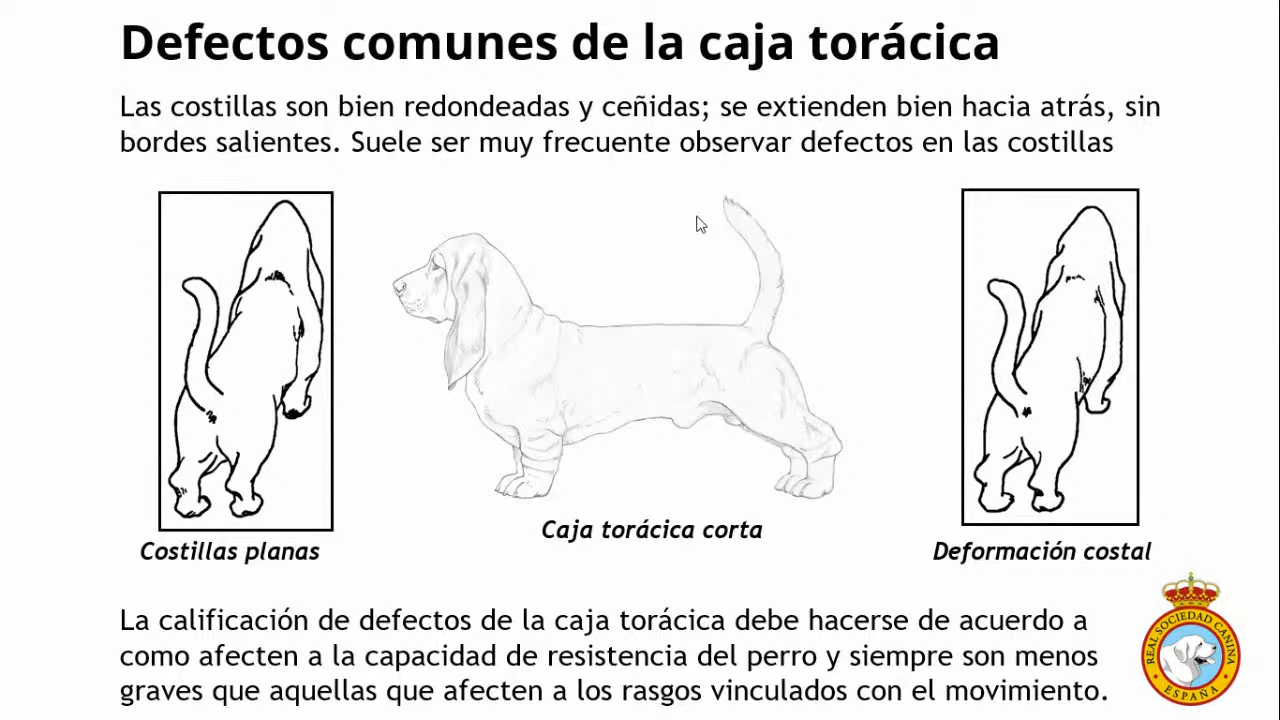 Defectos comunes de la caja torácica
Las costillas son bien redondeadas y ceñidas; se extienden bien hacia atrás, sin
bordes salientes. Suele ser muy frecuente observar defectos en las costillas
Caja torácica corta
Costillas planas
Deformación costal
La calificación de defectos de la caja torácica debe hacerse de acuerdo a
como afecten a la capacidad de resistencia del perro y siempre son menos
graves que aquellas que afecten a los rasgos vinculados con el movimiento.
REAL SOCIEDAD CANINA
ESPAÑA